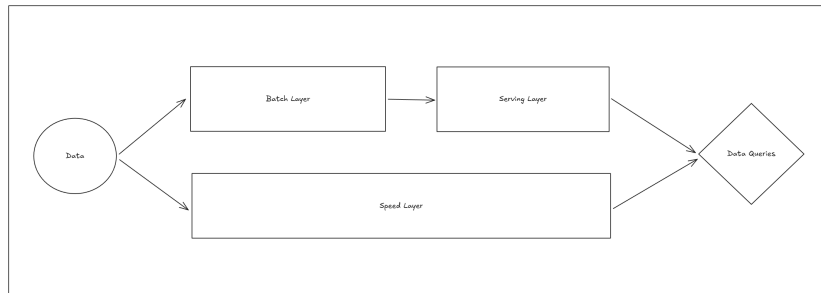 Batch Layer
Serving Layer
Data
Data Queries
Speed Layer